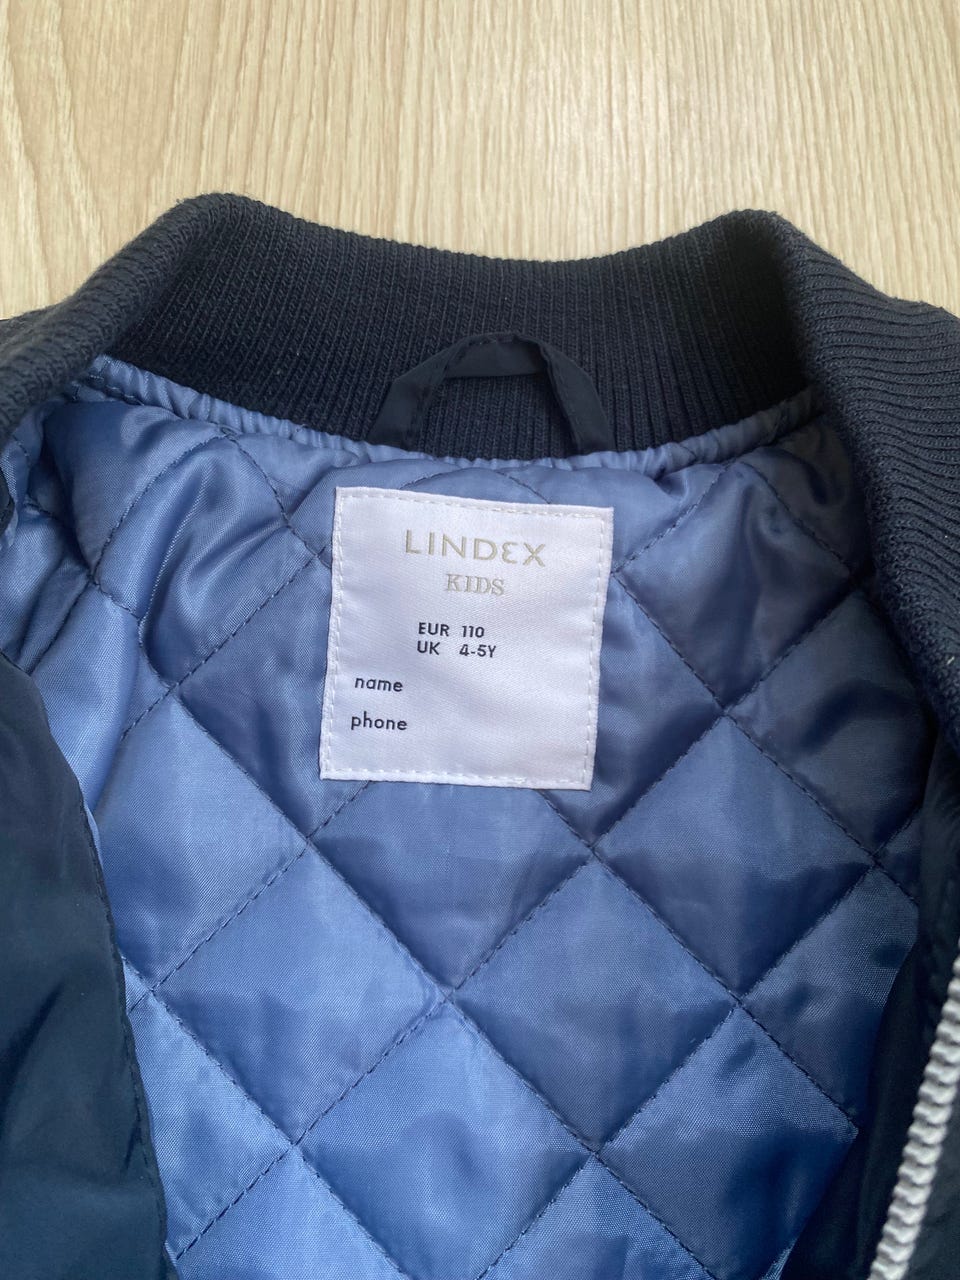 LINDEX
KIDS
EUR 110
UK 4-5Y
name
phone